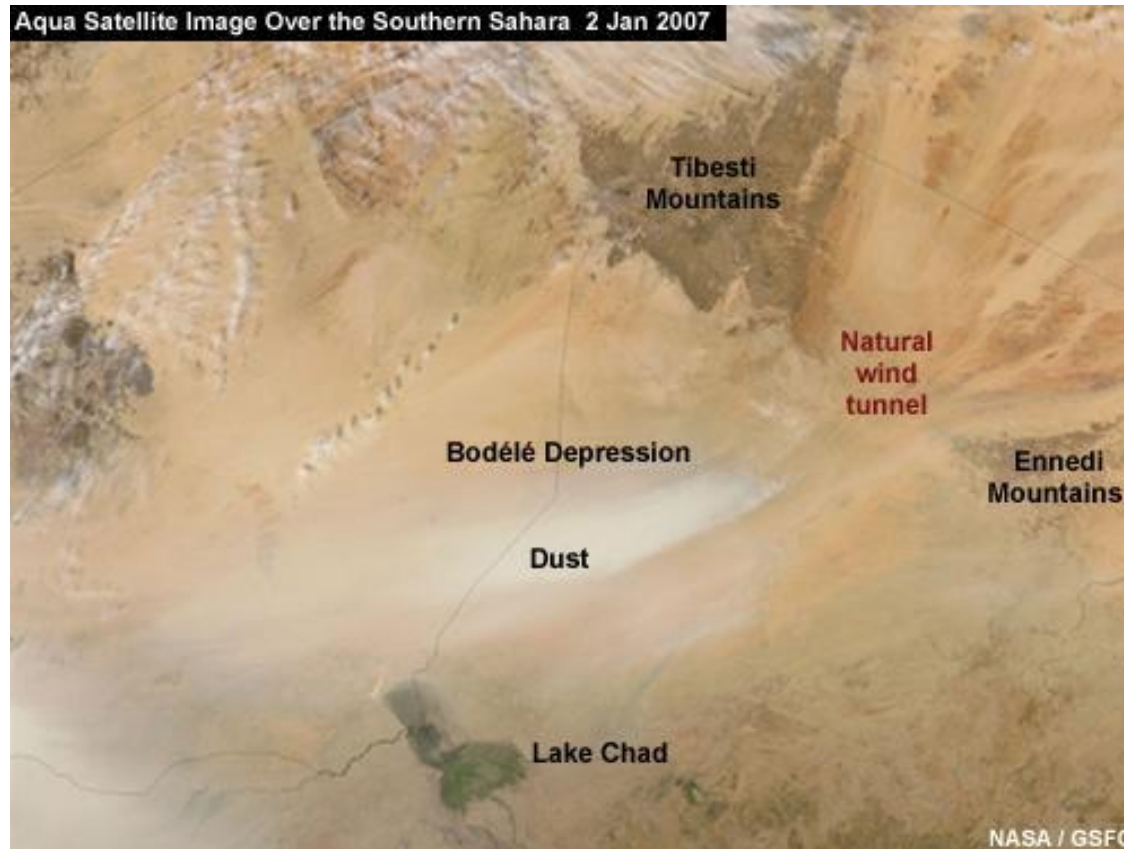 Aqua Satellite Image Over the Southern Sahara 2 Jan 2007
Tibesti
Mountains
Natural
wind
tunnel
Bodélé Depression
Ennedi
Mountains
Dust
Lake Chad
NASA / GSFC